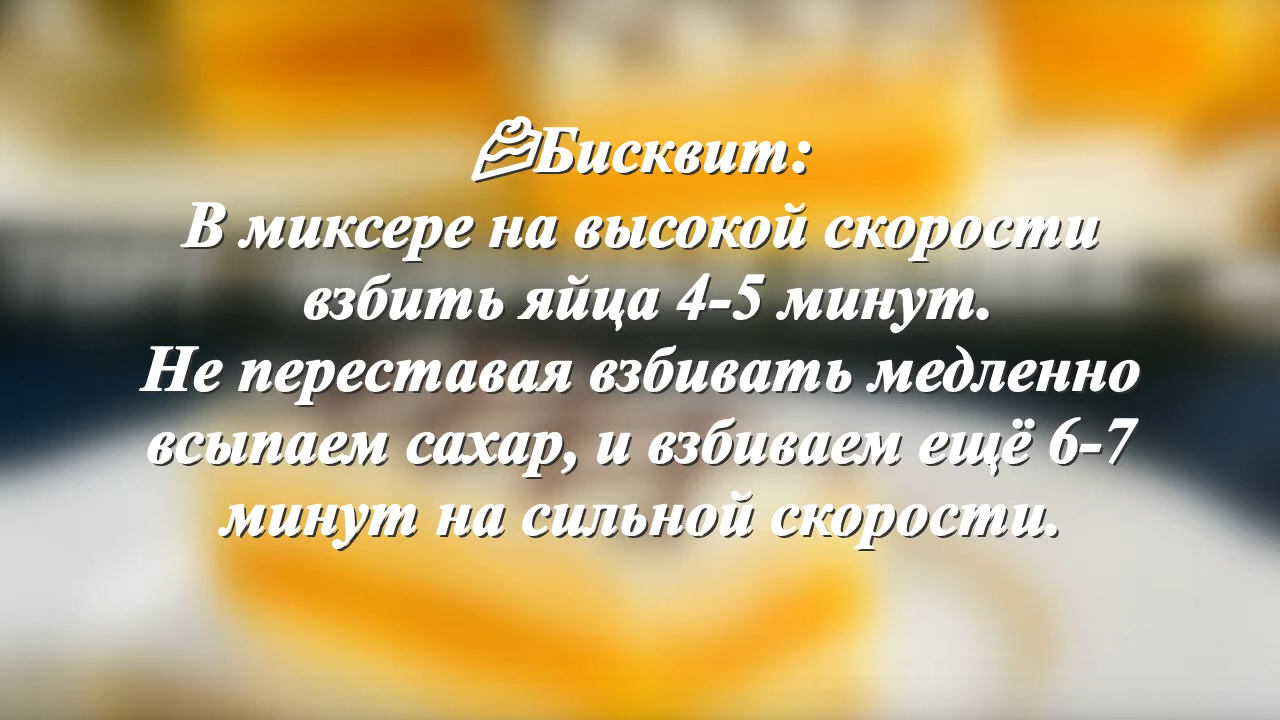 🍰Бисквит:
В миксере на высокой скорости
взбить яйца 4-5 минут.
Не переставая взбивать медленно
всыпаем сахар, и взбиваем ещё 6-7
минут на сильной скорости.